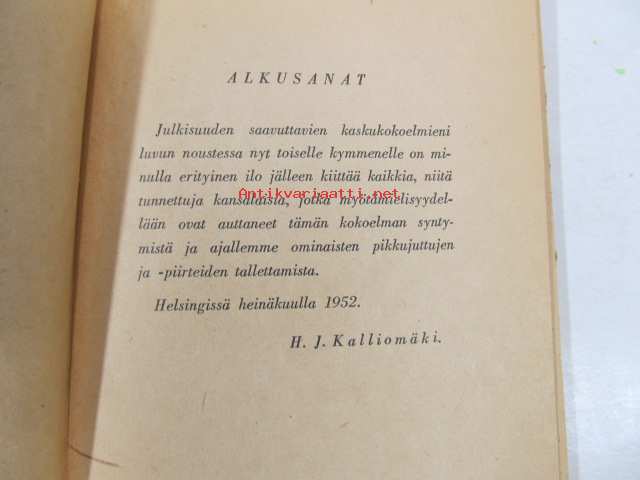 ALKUSANAT
Julkisuuden saavuttavien kaskukokoelmieni
luvun noustessa nyt toiselle kymmenelle on mi-
nulla erityinen ilo jälleen kiittää kaikkia, niitä
Antikvariaatti.net
tunnettuja kansalaisia, jotka myötämielisyydel-
lään ovat auttaneet tämän kokoelman synty-
mistä ja ajallemme ominaisten pikkujuttujen
ja -piirteiden tallettamista.
Helsingissä heinäkuulla 1952.
H. J. Kalliomäki.